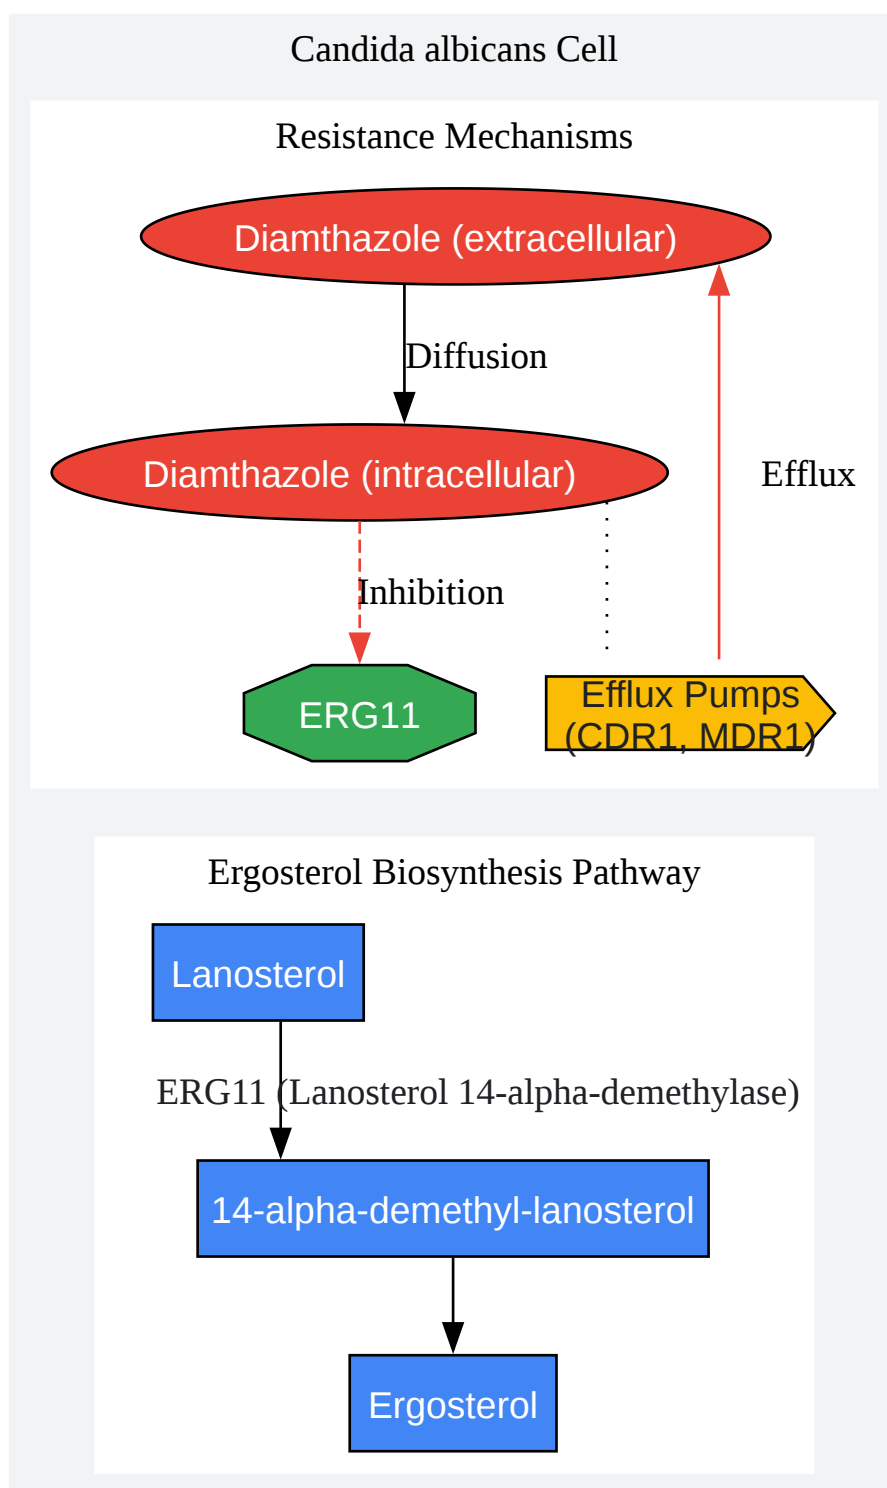 Candida albicans Cell
Resistance Mechanisms
Diamthazole (extracellular)
Diffusion
Diamthazole (intracellular)
Efflux
Inhibition
ERG11
Efflux Pumps
(CDR1, MDR1)
Ergosterol Biosynthesis Pathway
Lanosterol
ERG11 (Lanosterol 14-alpha-demethylase)
14-alpha-demethyl-lanosterol
Ergosterol